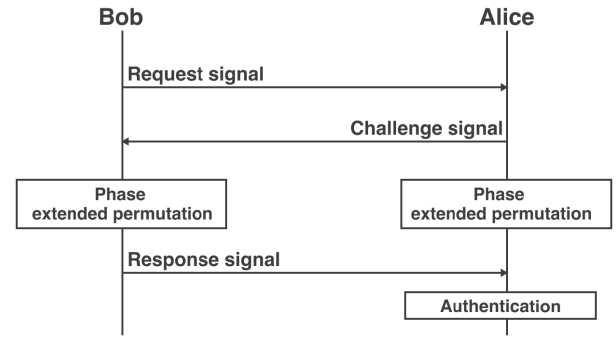 Bob Alice
Request signal
Challenge signal
Phase
extended permutation
Phase
extended permutation
Response signal
Authentication